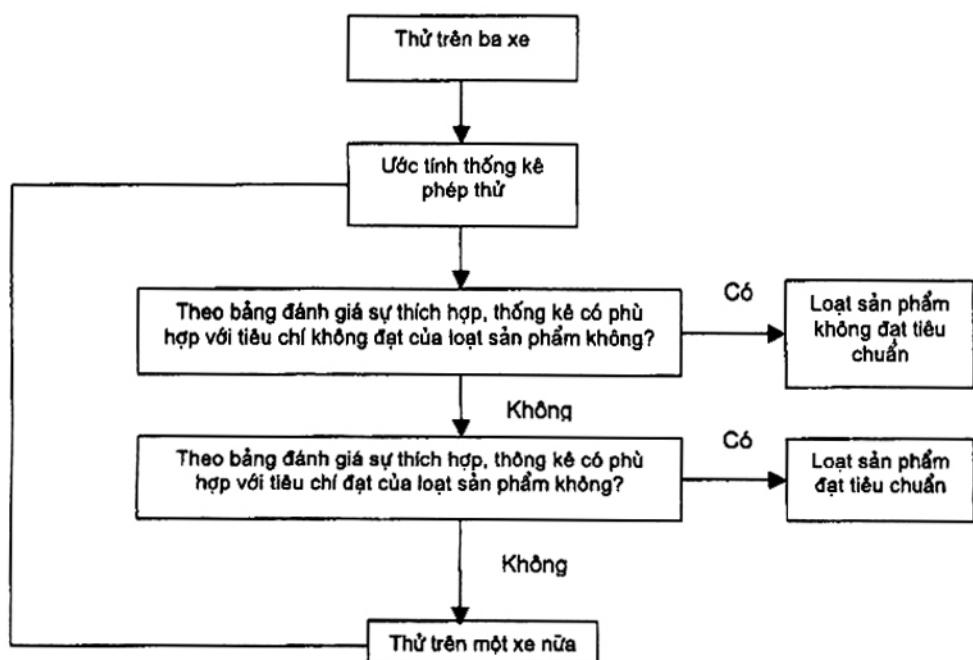 Thử trên ba xe
Ước tính thống kê
phép thử
Theo bảng đánh giá sự thích hợp, thống kê có phù
hợp với tiêu chí không đạt của loạt sản phẩm không?
Có
Loạt sản phẩm
không đạt tiêu
chuẩn
Không
Theo bảng đánh giá sự thích hợp, thông kê có phù
hợp với tiêu chí đạt của loạt sản phẩm không?
Có
Loạt sản phẩm
đạt tiêu chuẩn
Không
Thử trên một xe nữa